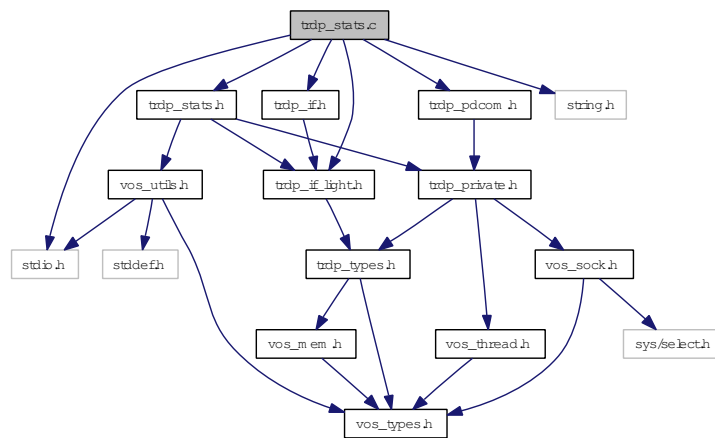 trdp_stats.c
trdp_stats.h
trdp_if.h
trdp_pdcom.h
string.h
vos_utils.h
trdp_if_light.h
trdp_private.h
stdio.h
stddef.h
trdp_types.h
vos_sock.h
vos_mem.h
vos_thread.h
sys/select.h
vos_types.h